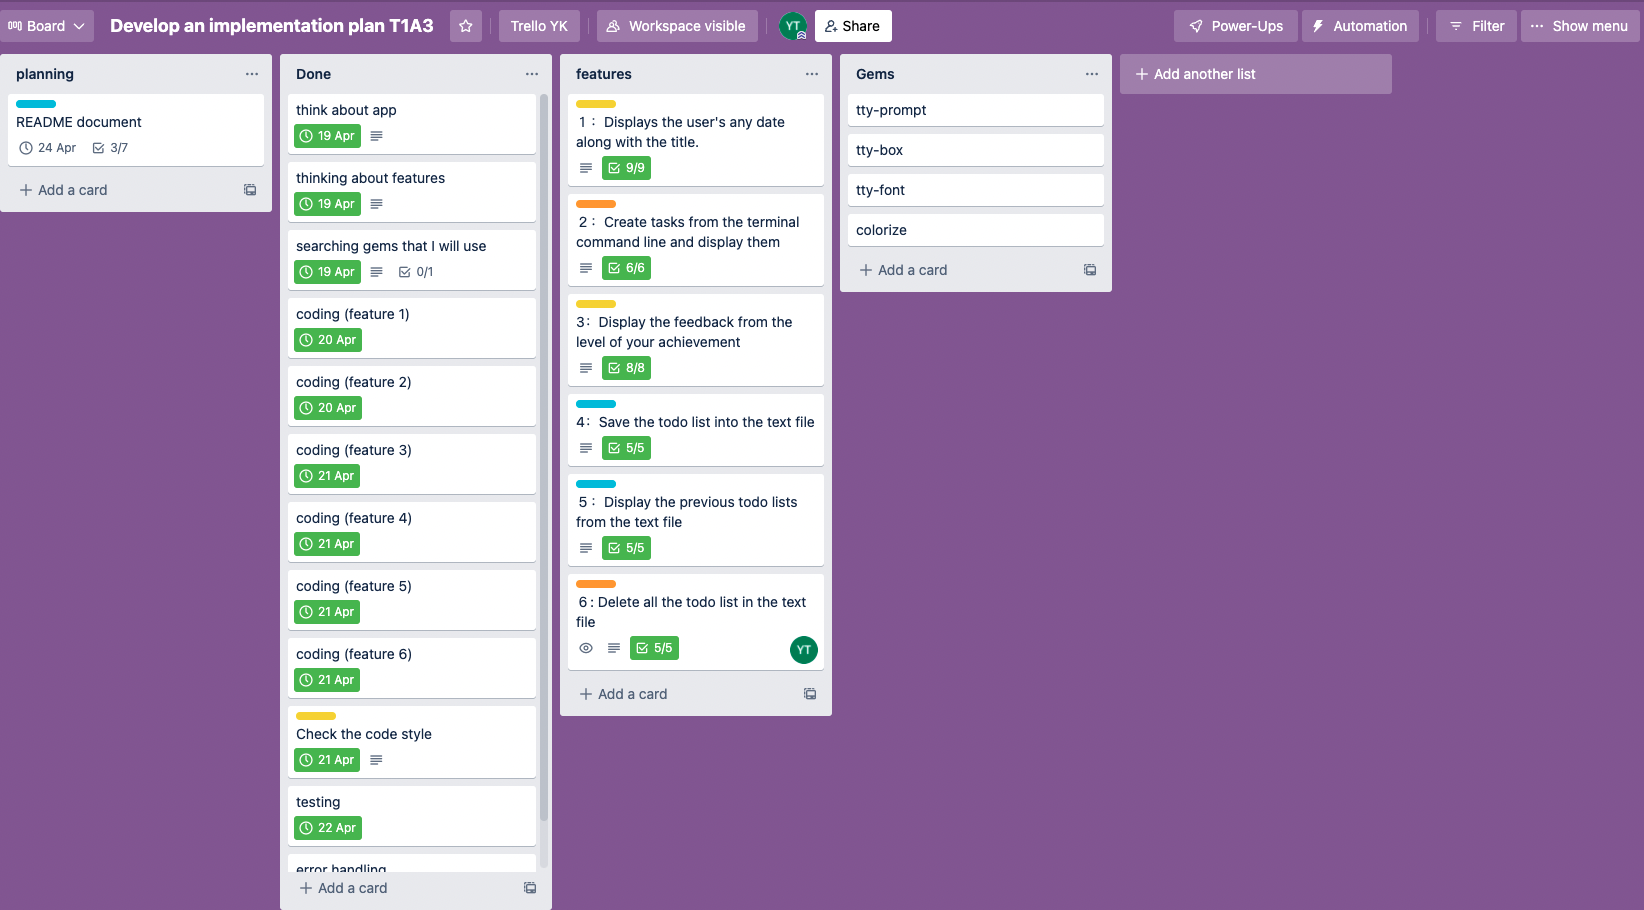 Board
Develop an implementation plan T1A3
Trello YK
Workspace visible
YT
Share
Power-Ups
Automation
Filter
Show menu
planning
README document
24 Apr
3/7
Add a card
Done
think about app
19 Apr
thinking about features
19 Apr
searching gems that I will use
19 Apr
0/1
coding (feature 1)
20 Apr
coding (feature 2)
20 Apr
coding (feature 3)
21 Apr
coding (feature 4)
21 Apr
coding (feature 5)
21 Apr
coding (feature 6)
21 Apr
Check the code style
21 Apr
testing
22 Apr
error handling
Add a card
features
1 : Displays the user's any date
along with the title.
9/9
2 : Create tasks from the terminal
command line and display them
6/6
3 : Display the feedback from the
level of your achievement
8/8
4 : Save the todo list into the text file
5/5
5 : Display the previous todo lists
from the text file
5/5
6 : Delete all the todo list in the text
file
5/5
YT
Add a card
Gems
tty-prompt
tty-box
tty-font
colorize
Add a card
Add another list